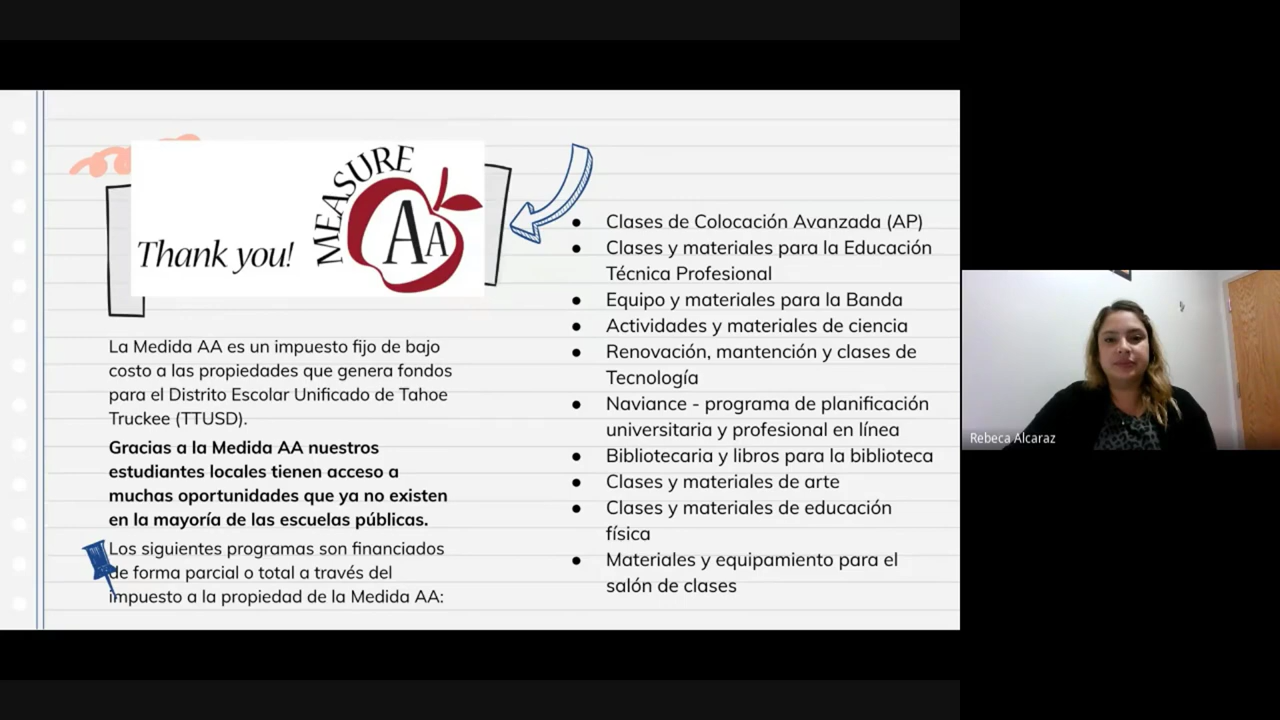 MEASURE
AA
Thank you!
La Medida AA es un impuesto fijo de bajo
costo a las propiedades que genera fondos
para el Distrito Escolar Unificado de Tahoe
Truckee (TTUSD).
Gracias a la Medida AA nuestros
estudiantes locales tienen acceso a
muchas oportunidades que ya no existen
en la mayoría de las escuelas públicas.
Los siguientes programas son financiados
de forma parcial o total a través del
impuesto a la propiedad de la Medida AA:
● Clases de Colocación Avanzada (AP)
● Clases y materiales para la Educación
Técnica Profesional
● Equipo y materiales para la Banda
● Actividades y materiales de ciencia
● Renovación, mantención y clases de
Tecnología
● Naviance - programa de planificación
universitaria y profesional en línea
● Bibliotecaria y libros para la biblioteca
● Clases y materiales de arte
● Clases y materiales de educación
física
● Materiales y equipamiento para el
salón de clases
Rebeca Alcaraz